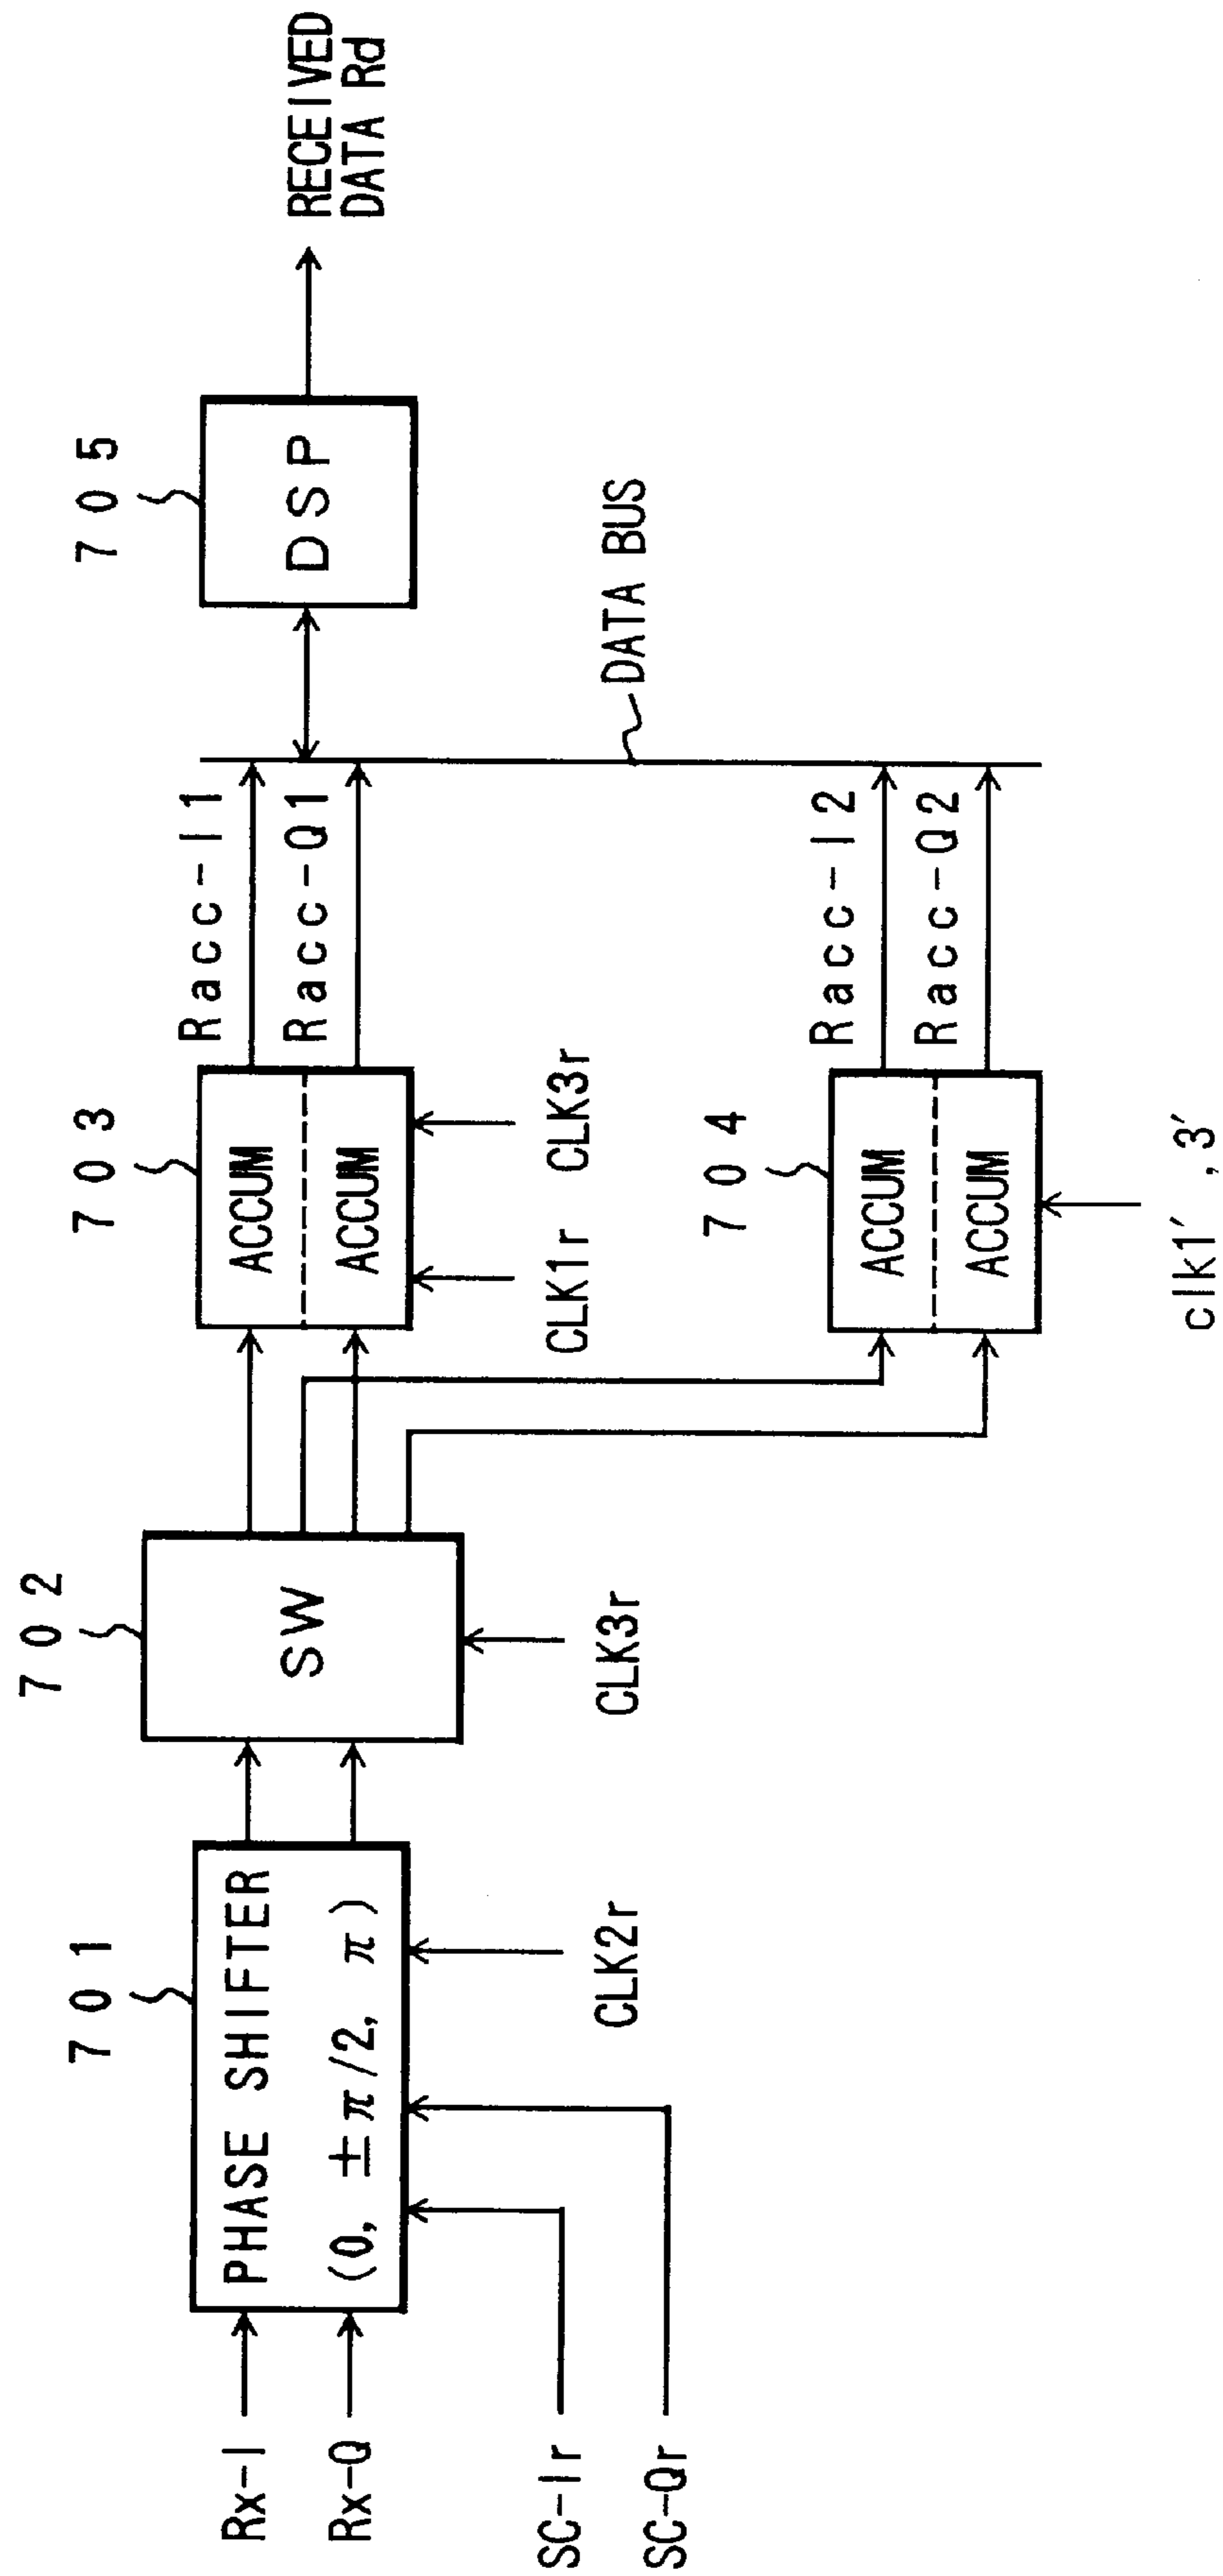 Rx-I
Rx-Q
SC-Ir
SC-Qr
701
PHASE SHIFTER
(0, ±π/2, π)
CLK2r
702
SW
CLK3r
703
ACCUM
ACCUM
CLK1r CLK3r
Racc-I1
Racc-Q1
704
ACCUM
ACCUM
clk1′,3′
Racc-I2
Racc-Q2
DATA BUS
705
DSP
RECEIVED
DATA Rd